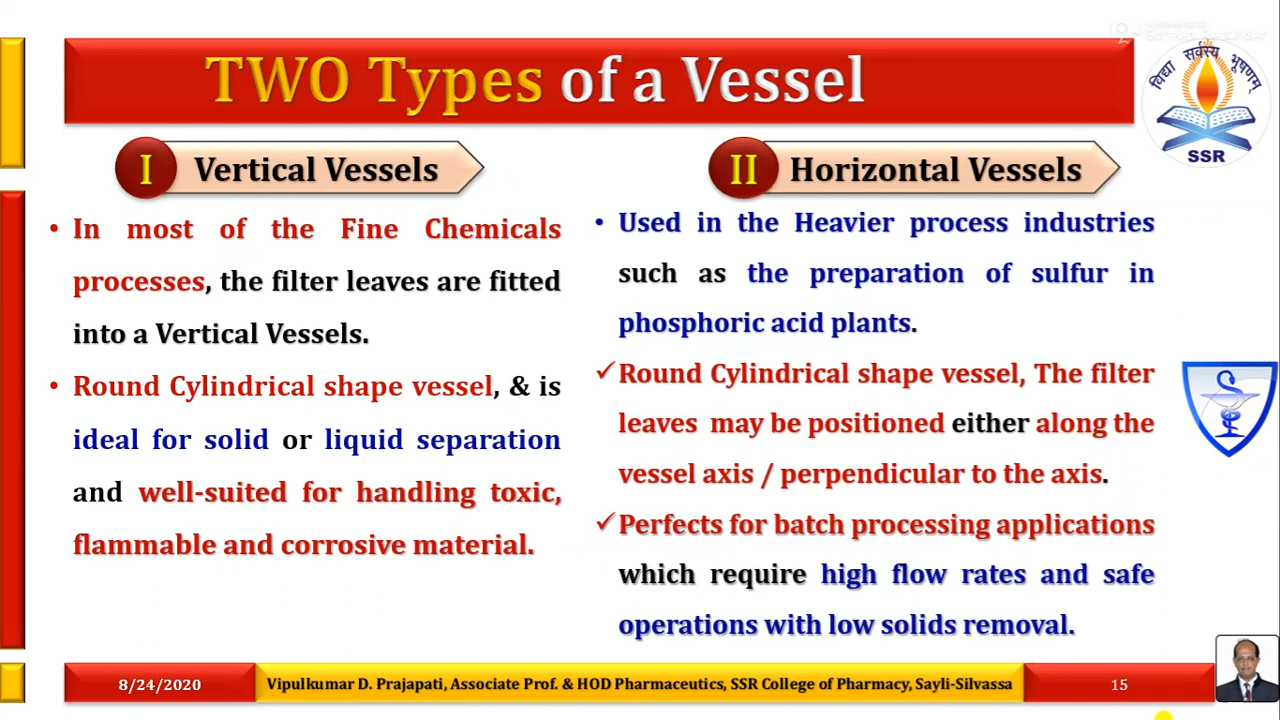 TWO Types of a Vessel
विद्या सर्वस्य भूषणम्
SSR
I Vertical Vessels
• In most of the Fine Chemicals
processes, the filter leaves are fitted
into a Vertical Vessels.
• Round Cylindrical shape vessel, & is
ideal for solid or liquid separation
and well-suited for handling toxic,
flammable and corrosive material.
II Horizontal Vessels
• Used in the Heavier process industries
such as the preparation of sulfur in
phosphoric acid plants.
✓ Round Cylindrical shape vessel, The filter
leaves may be positioned either along the
vessel axis / perpendicular to the axis.
✓ Perfects for batch processing applications
which require high flow rates and safe
operations with low solids removal.
8/24/2020
Vipulkumar D. Prajapati, Associate Prof. & HOD Pharmaceutics, SSR College of Pharmacy, Sayli-Silvassa
15